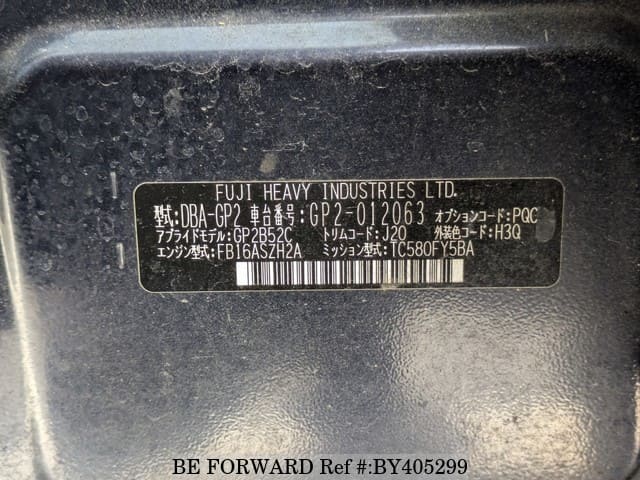 FUJI HEAVY INDUSTRIES LTD.
型式:DBA-GP2 車台番号:GP2-012063 オプションコード:PQC
アプライドモデル:GP2B52C トリムコード:J20 外装色コード:H3Q
エンジン型式:FB16ASZH2A ミッション型式:TC580FY5BA
BE FORWARD Ref #:BY405299